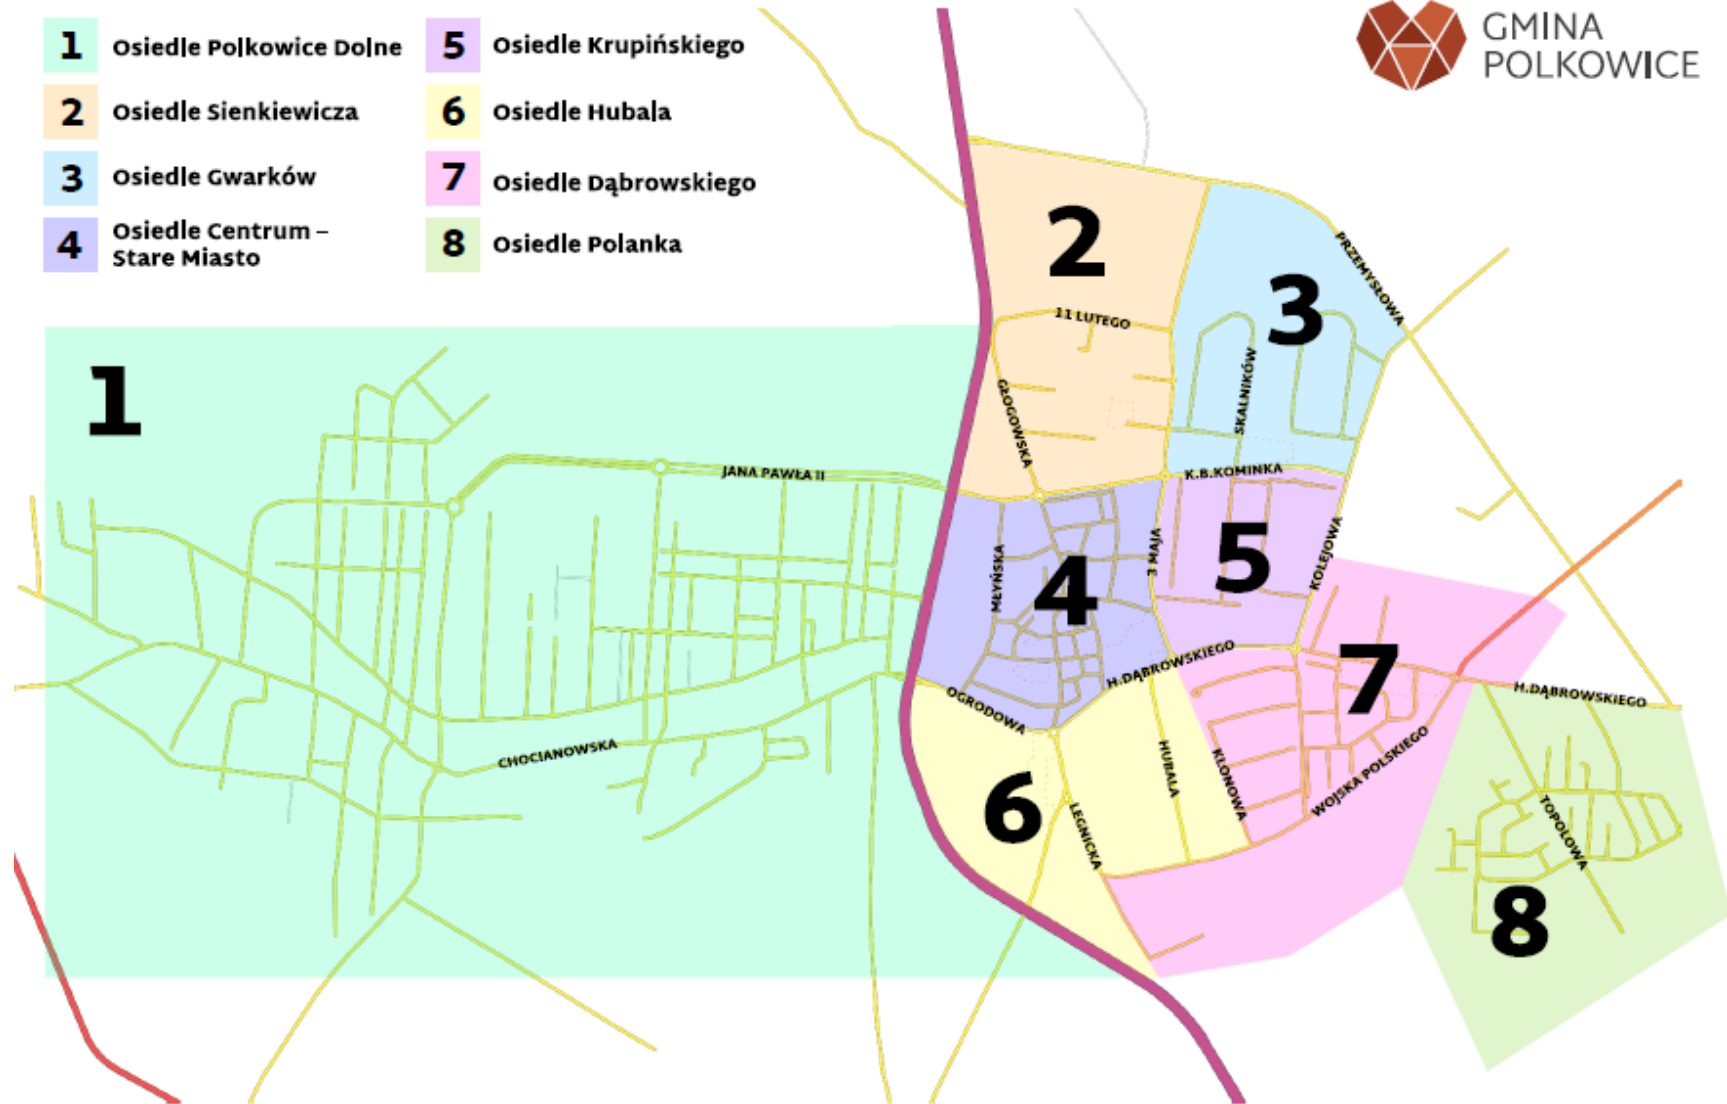 1 Osiedle Polkowice Dolne
2 Osiedle Sienkiewicza
3 Osiedle Gwarków
4 Osiedle Centrum –
Stare Miasto
5 Osiedle Krupińskiego
6 Osiedle Hubala
7 Osiedle Dąbrowskiego
8 Osiedle Polanka
GMINA
POLKOWICE
2
PRZEMYSŁOWA
3
11 LUTEGO
1
SKALNIKÓW
GŁOGOWSKA
JANA PAWŁA II
K.B.KOMINKA
5
3 MAJA
KOLEJOWA
MŁYŃSKA
4
H.DĄBROWSKIEGO
7
H.DĄBROWSKIEGO
OGRODOWA
CHOCIANOWSKA
HUBALA
KLONOWA
WOJSKA POLSKIEGO
6
LEGNICKA
TOPOLOWA
8